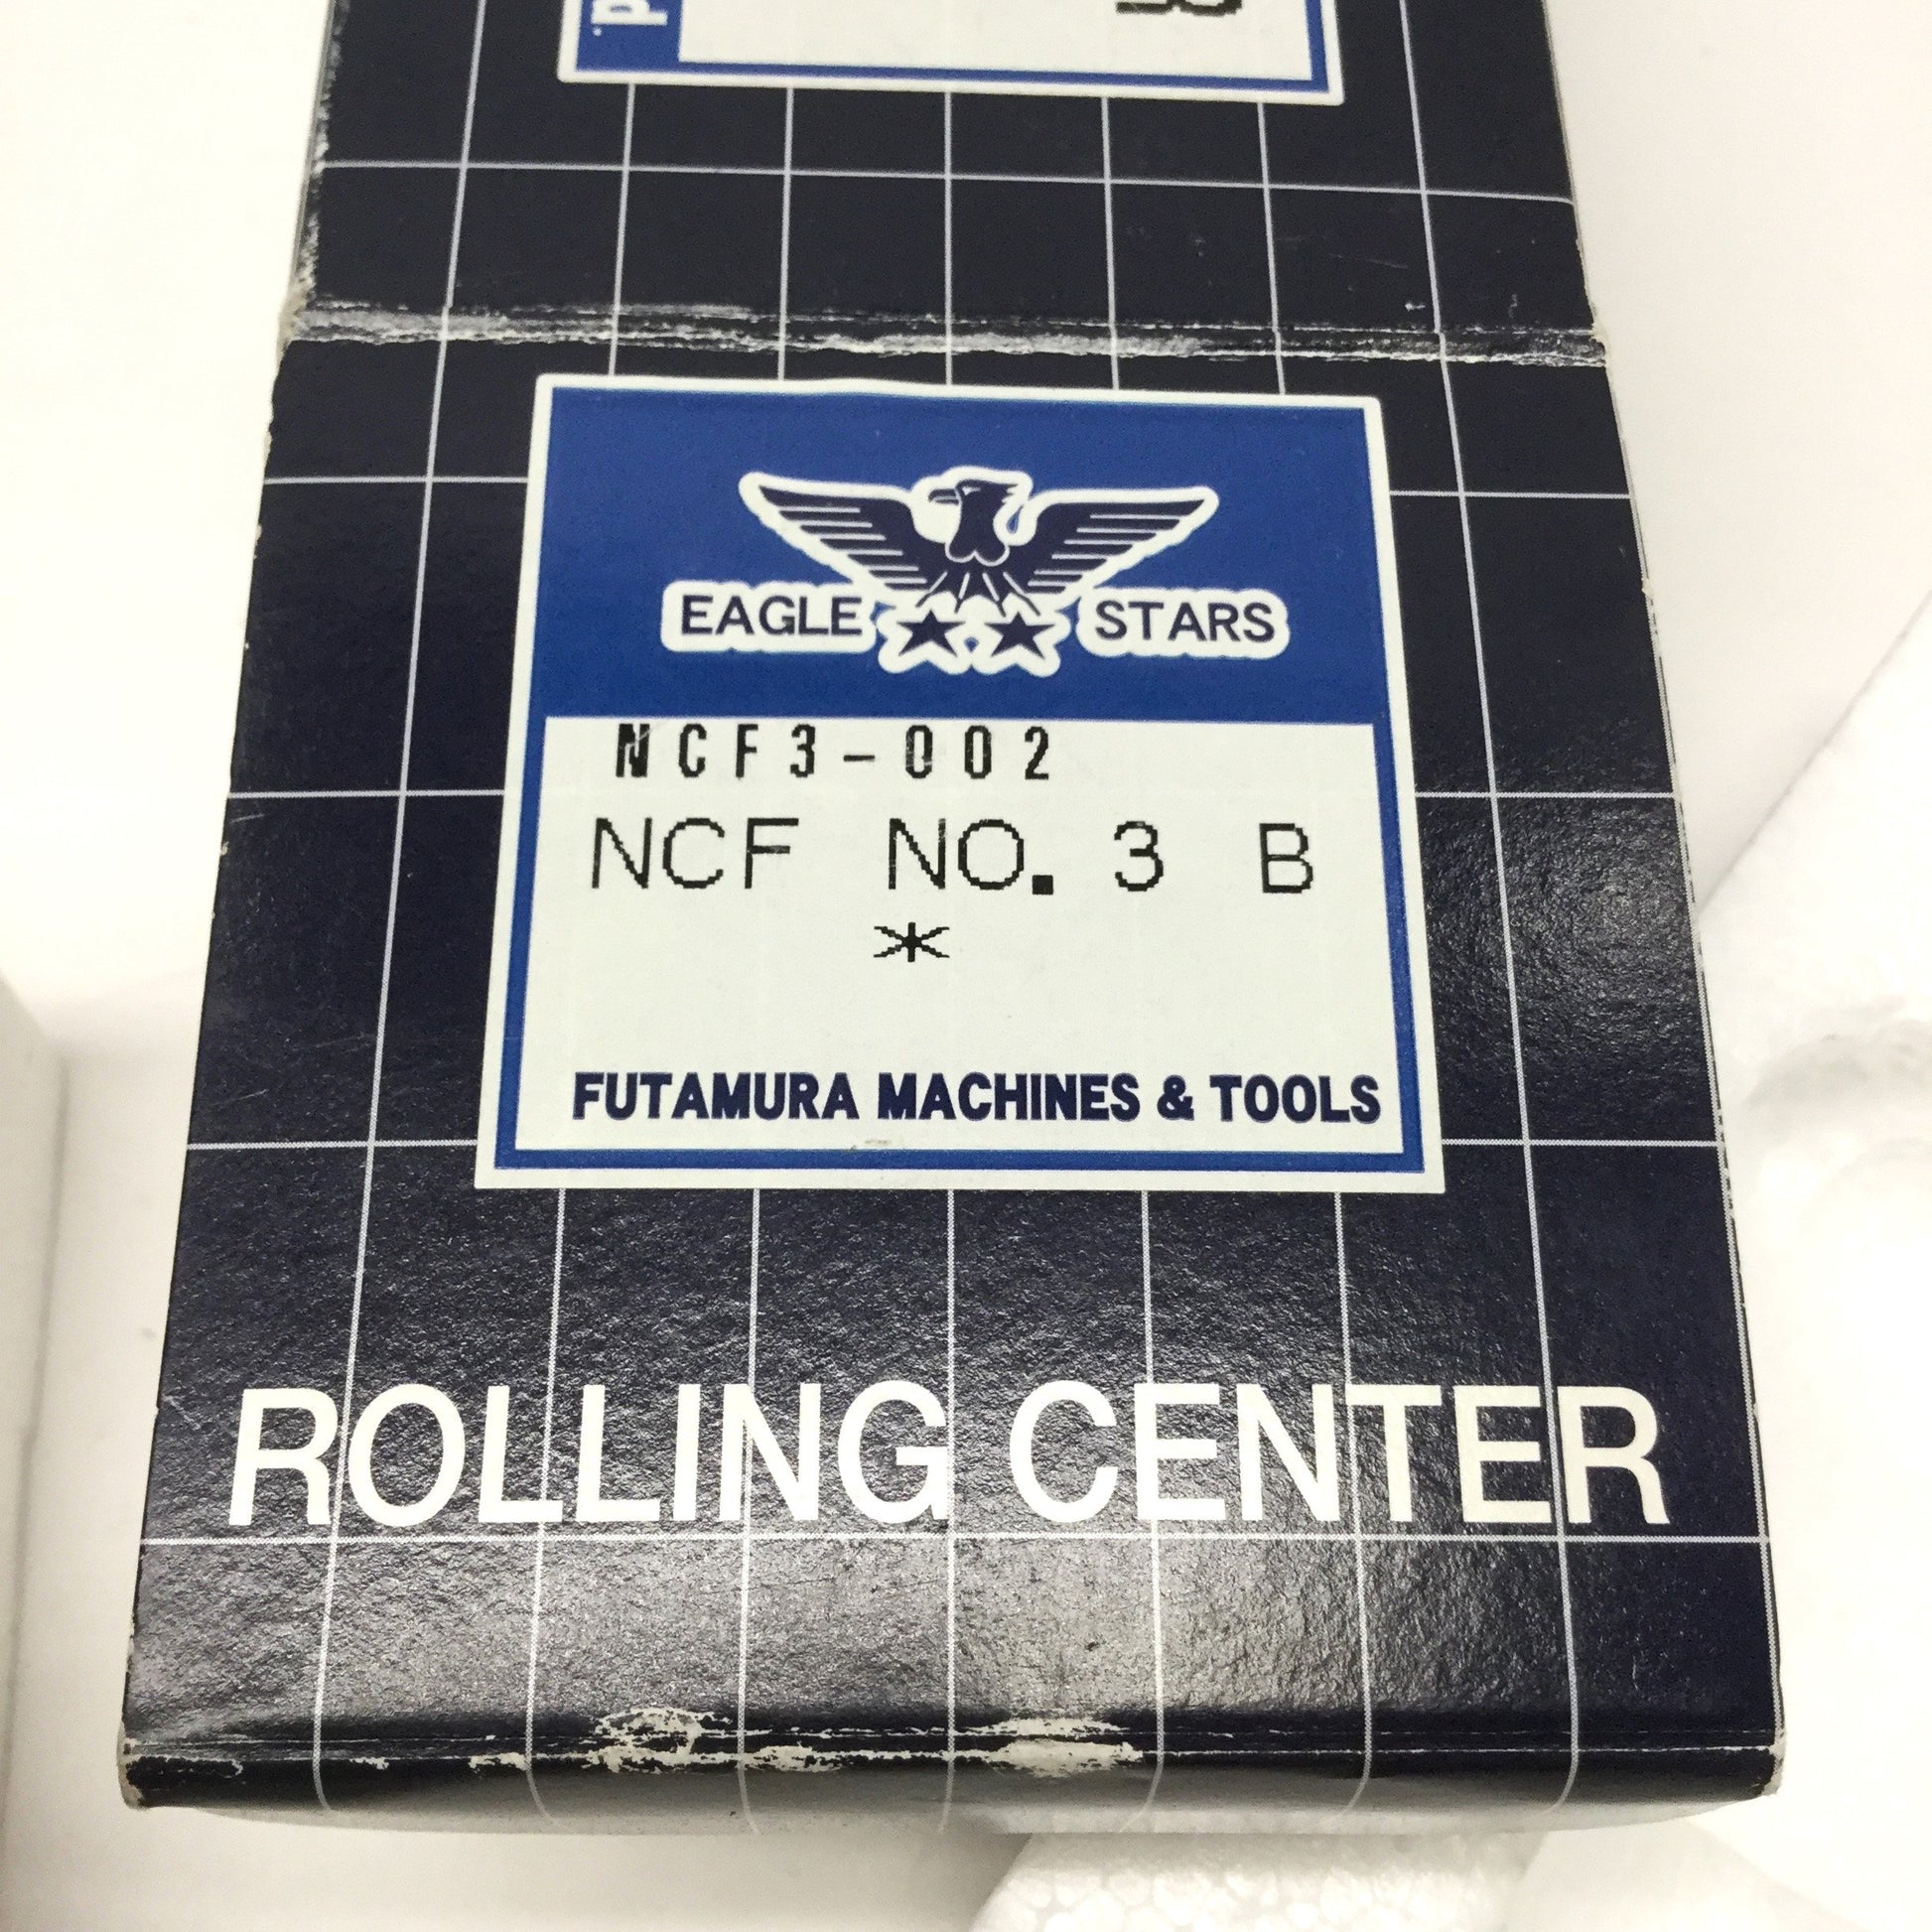 d.
EAGLE STARS
NCF3-002
NCF NO. 3 B
*
FUTAMURA MACHINES & TOOLS
ROLLING CENTER